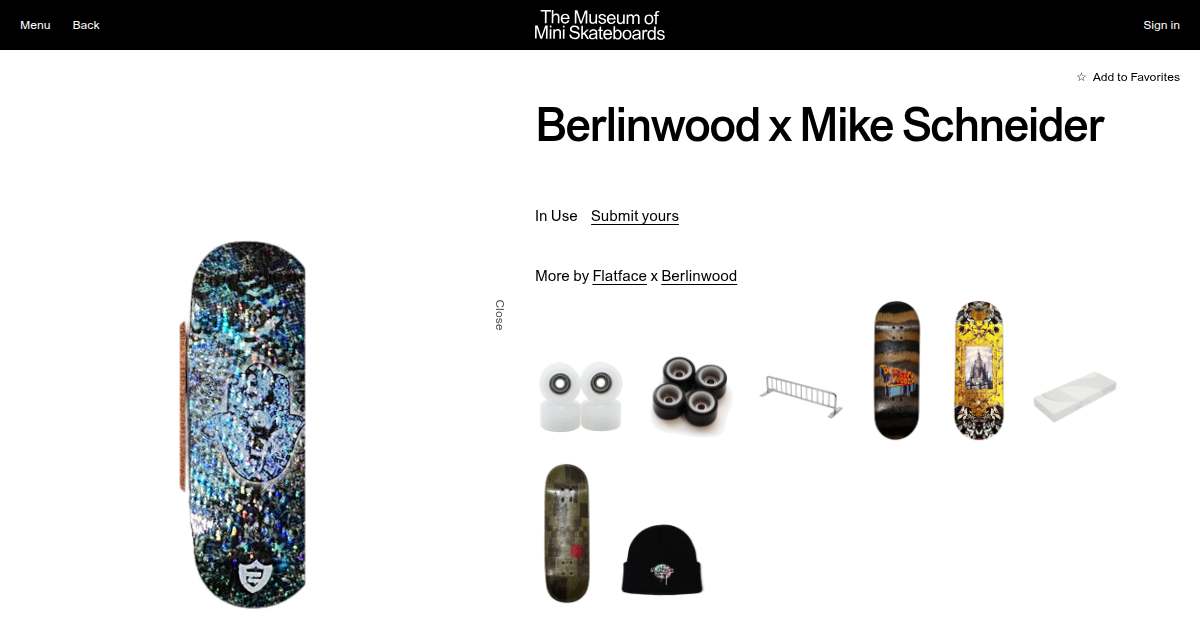 Menu
Back
The Museum of
Mini Skateboards
Sign in
☆ Add to Favorites
Berlinwood x Mike Schneider
In Use Submit yours
More by Flatface x Berlinwood
Close